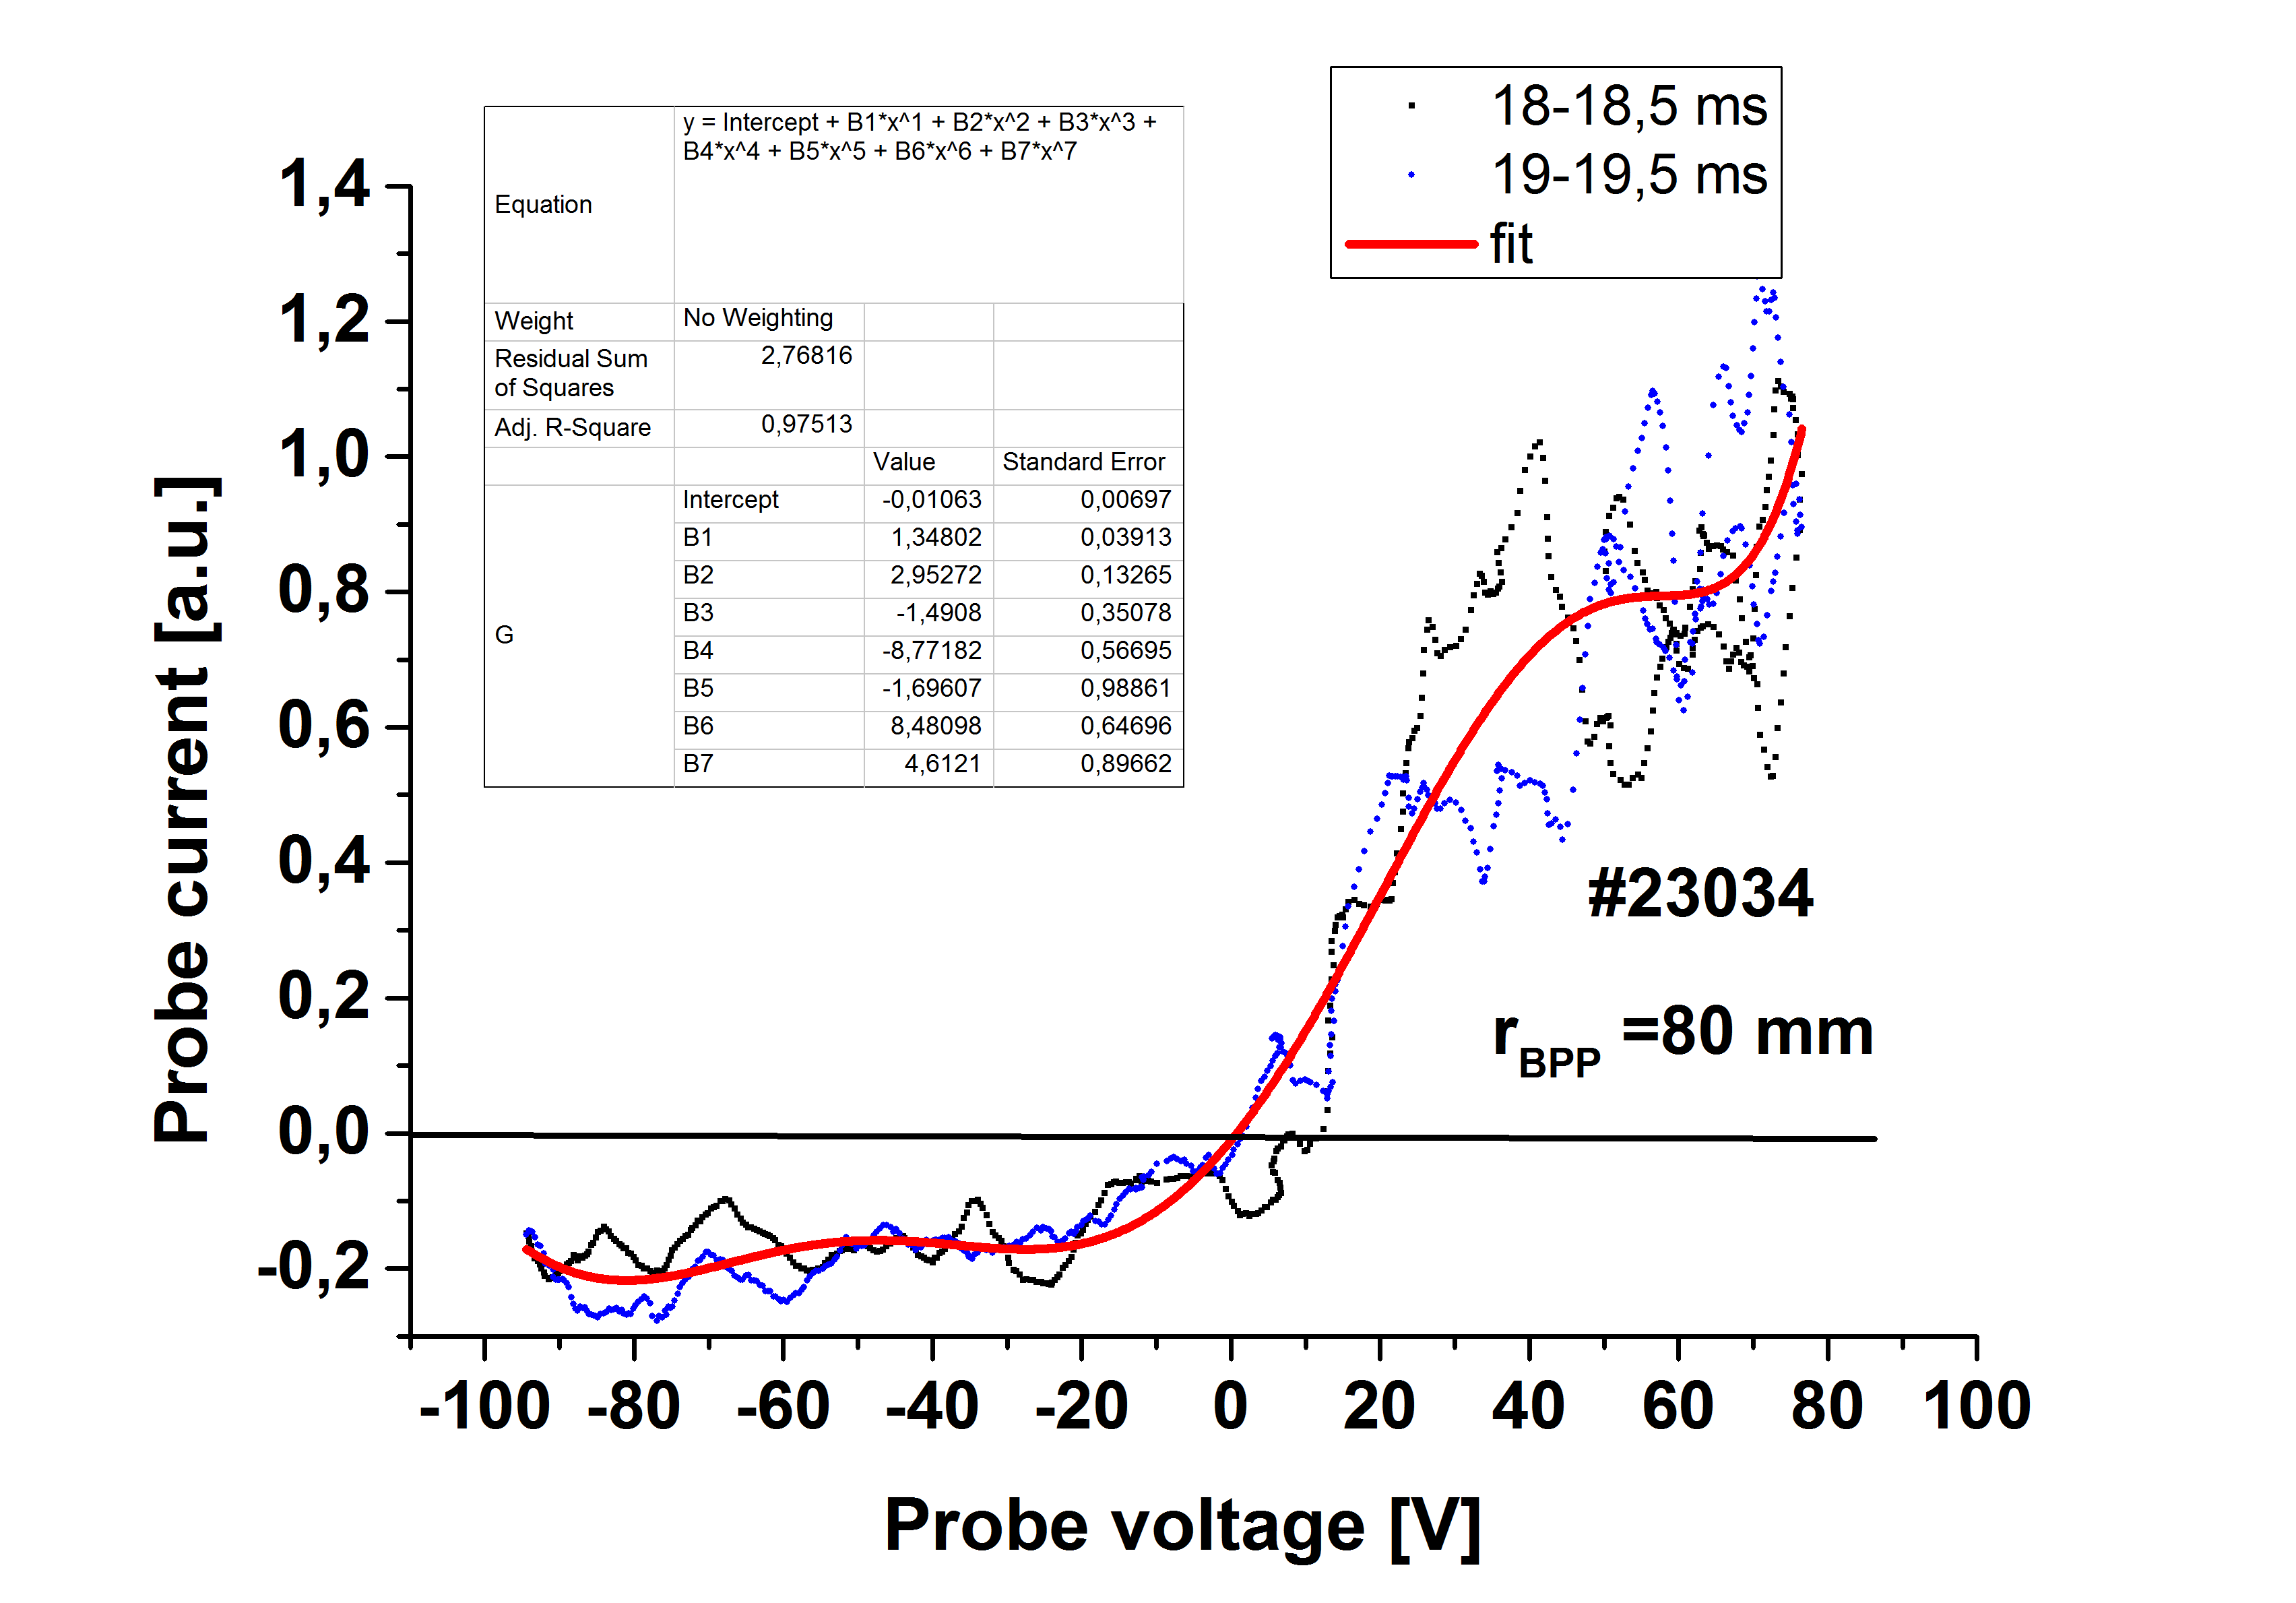 18-18,5 ms
19-19,5 ms
fit
Equation
y = Intercept + B1*x^1 + B2*x^2 + B3*x^3 +
B4*x^4 + B5*x^5 + B6*x^6 + B7*x^7
Weight No Weighting
Residual Sum
of Squares 2,76816
Adj. R-Square 0,97513
Value Standard Error
G
Intercept -0,01063 0,00697
B1 1,34802 0,03913
B2 2,95272 0,13265
B3 -1,4908 0,35078
B4 -8,77182 0,56695
B5 -1,69607 0,98861
B6 8,48098 0,64696
B7 4,6121 0,89662
1,4
1,2
1,0
0,8
0,6
0,4
0,2
0,0
-0,2
Probe current [a.u.]
#23034
rBPP =80 mm
-100 -80 -60 -40 -20 0 20 40 60 80 100
Probe voltage [V]